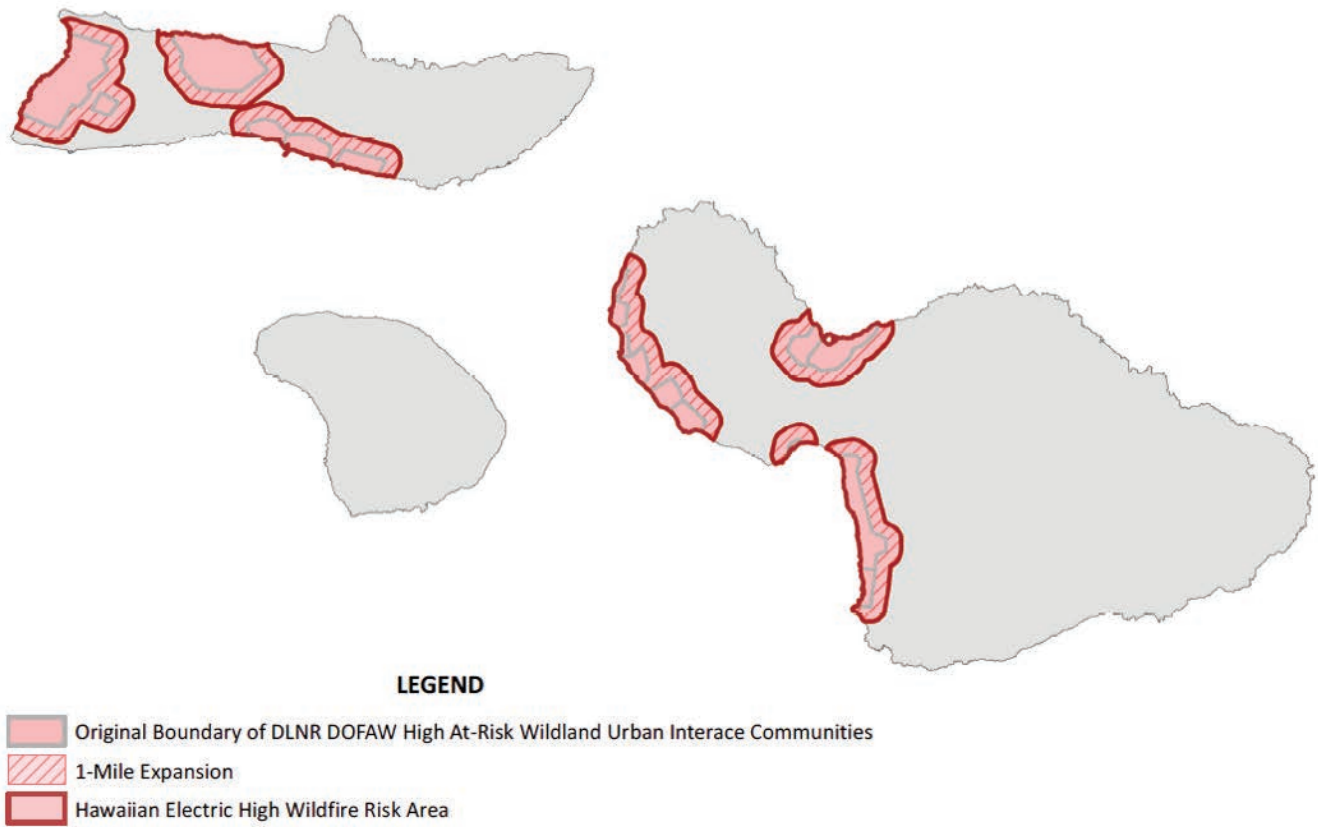 LEGEND
Original Boundary of DLNR DOFAW High At-Risk Wildland Urban Interace Communities
1-Mile Expansion
Hawaiian Electric High Wildfire Risk Area